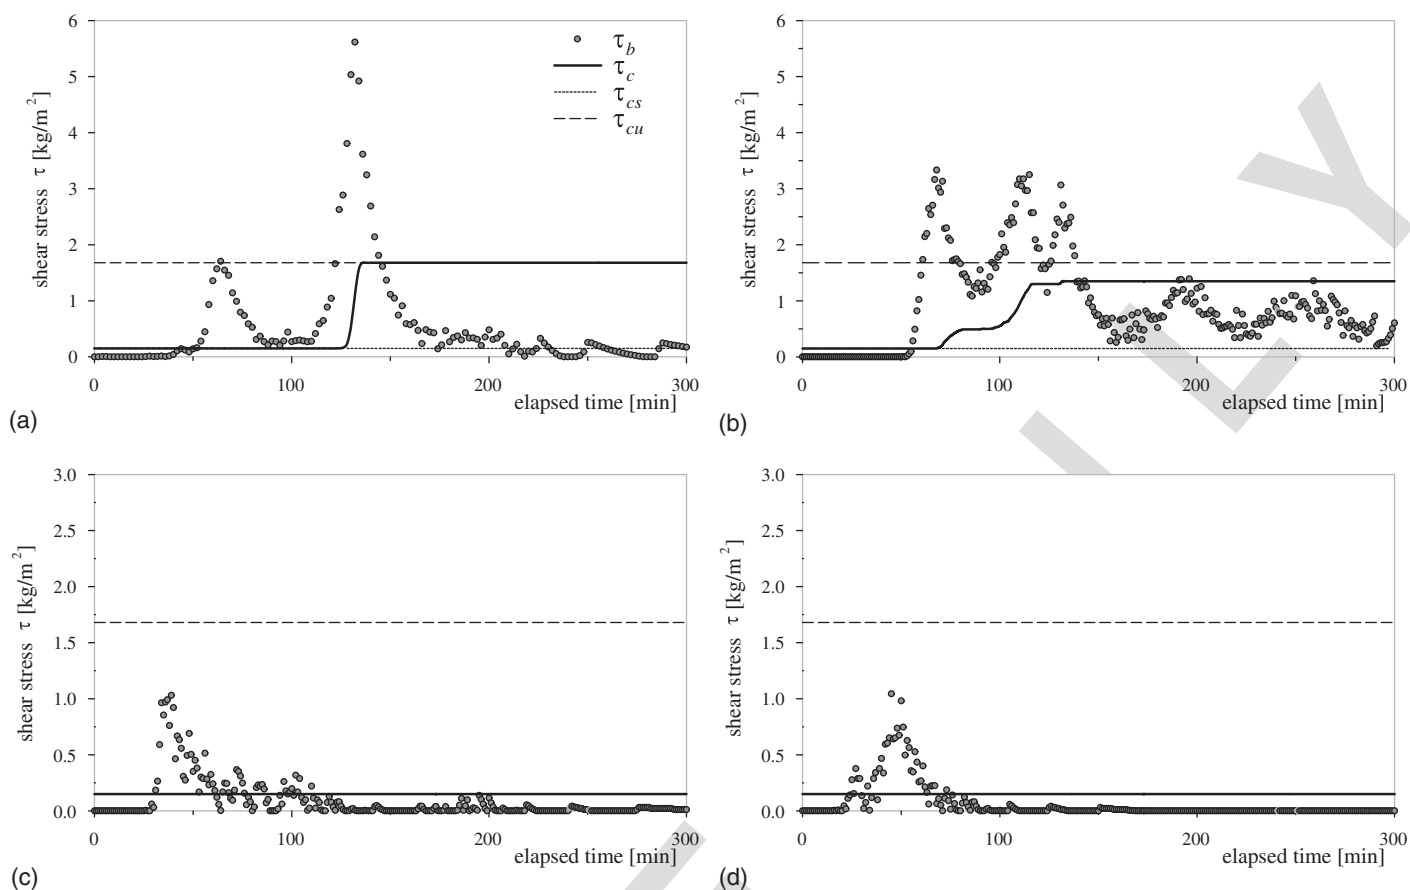 6
5
4
3
2
1
0
shear stress τ [kg/m²]
τb
τc
τcs
τcu
0 100 200 300
elapsed time [min]
(a)
6
5
4
3
2
1
0
shear stress τ [kg/m²]
0 100 200 300
elapsed time [min]
(b)
3.0
2.5
2.0
1.5
1.0
0.5
0.0
shear stress τ [kg/m²]
0 100 200 300
elapsed time [min]
(c)
3.0
2.5
2.0
1.5
1.0
0.5
0.0
shear stress τ [kg/m²]
0 100 200 300
elapsed time [min]
(d)
L Y